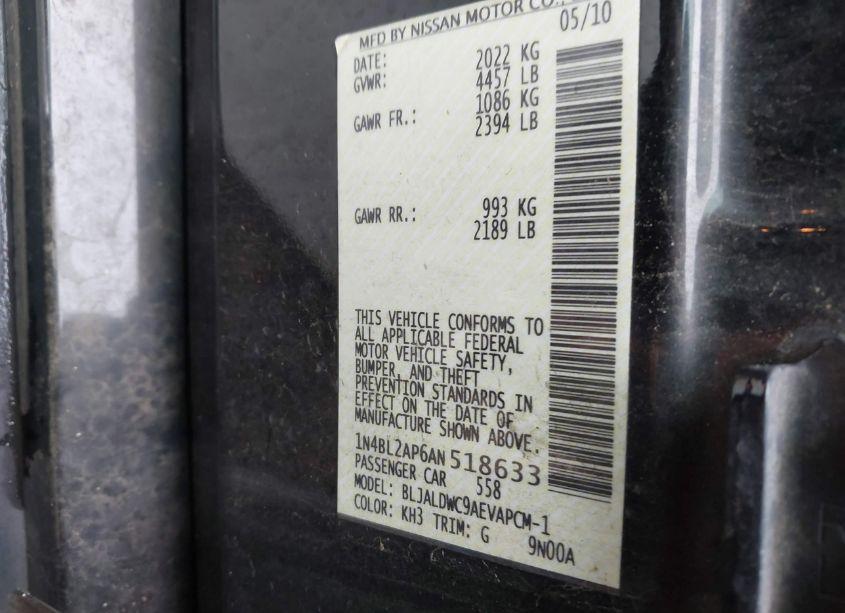 MFD BY NISSAN MOTOR CO.,
DATE: 05/10
GVWR: 2022 KG
4457 LB
GAWR FR.: 1086 KG
2394 LB
GAWR RR.: 993 KG
2189 LB
THIS VEHICLE CONFORMS TO
ALL APPLICABLE FEDERAL
MOTOR VEHICLE SAFETY,
BUMPER, AND THEFT
PREVENTION STANDARDS IN
EFFECT ON THE DATE OF
MANUFACTURE SHOWN ABOVE.
1N4BL2AP6AN518633
PASSENGER CAR 558
MODEL: BLJALDWC9AEVAPCM-1
COLOR: KH3 TRIM: G 9N00A